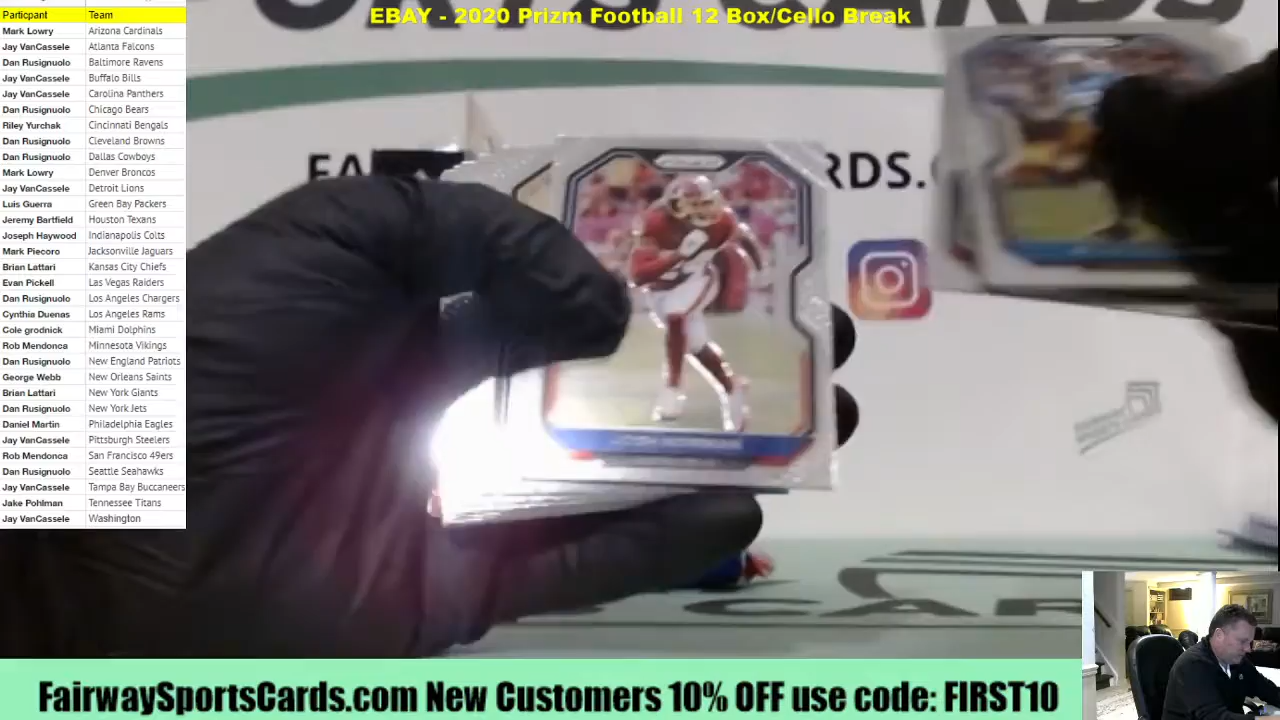 EBAY - 2020 Prizm Football 12 Box/Cello Break
Particpant Team
Mark Lowry Arizona Cardinals
Jay VanCassele Atlanta Falcons
Dan Rusignuolo Baltimore Ravens
Jay VanCassele Buffalo Bills
Jay VanCassele Carolina Panthers
Dan Rusignuolo Chicago Bears
Riley Yurchak Cincinnati Bengals
Dan Rusignuolo Cleveland Browns
Dan Rusignuolo Dallas Cowboys
Mark Lowry Denver Broncos
Jay VanCassele Detroit Lions
Luis Guerra Green Bay Packers
Jeremy Bartfield Houston Texans
Joseph Haywood Indianapolis Colts
Mark Piecoro Jacksonville Jaguars
Brian Lattari Kansas City Chiefs
Evan Pickell Las Vegas Raiders
Dan Rusignuolo Los Angeles Chargers
Cynthia Duenas Los Angeles Rams
Cole grodnick Miami Dolphins
Rob Mendonca Minnesota Vikings
Dan Rusignuolo New England Patriots
George Webb New Orleans Saints
Brian Lattari New York Giants
Dan Rusignuolo New York Jets
Daniel Martin Philadelphia Eagles
Jay VanCassele Pittsburgh Steelers
Rob Mendonca San Francisco 49ers
Dan Rusignuolo Seattle Seahawks
Jay VanCassele Tampa Bay Buccaneers
Jake Pohlman Tennessee Titans
Jay VanCassele Washington
FairwaySportsCards.com New Customers 10% OFF use code: FIRST10